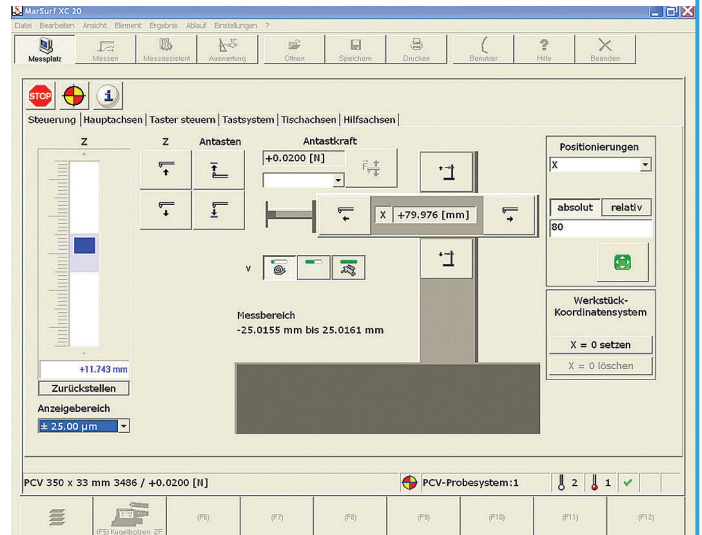 MarSurf XC 20
Datei Bearbeiten Ansicht Element Ergebnis Ablauf Einstellungen ?
Messplatz Messen Messassistent Auswertung Öffnen Speichern Drucken Benutzer Hilfe Beenden
STOP
Steuerung Hauptachsen Taster steuern Tastsystem Tischachsen Hilfsachsen
Z Z Antasten Antastkraft
+0.0200 [N]
Positionierungen
X
X +79.976 [mm]
absolut relativ
80
v
Messbereich
-25.0155 mm bis 25.0161 mm
Werkstück-
Koordinatensystem
X = 0 setzen
X = 0 löschen
+11.743 mm
Zurückstellen
Anzeigebereich
± 25.00 µm
PCV 350 x 33 mm 3486 / +0.0200 [N] PCV-Probesystem:1 2 1
(F5) Kugelbolzen_ZF (F6) (F7) (F8) (F9) (F10) (F11) (F12)